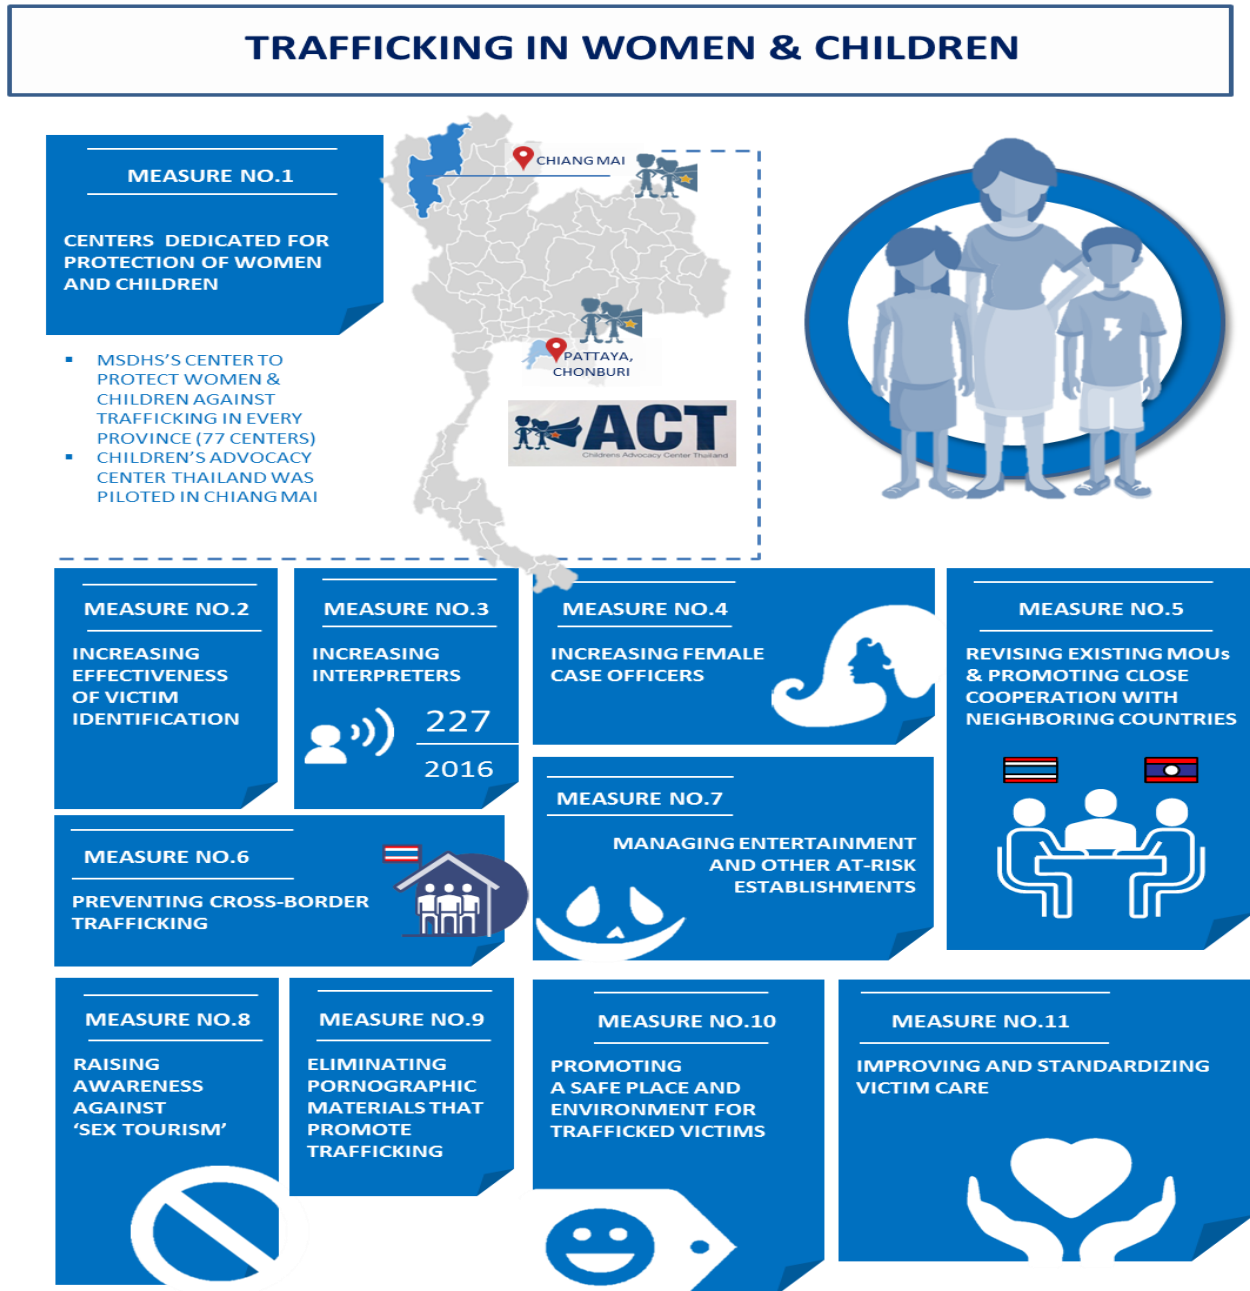 TRAFFICKING IN WOMEN & CHILDREN
MEASURE NO.1
CENTERS DEDICATED FOR
PROTECTION OF WOMEN
AND CHILDREN
MSDHS'S CENTER TO
PROTECT WOMEN &
CHILDREN AGAINST
TRAFFICKING IN EVERY
PROVINCE (77 CENTERS)
CHILDREN'S ADVOCACY
CENTER THAILAND WAS
PILOTED IN CHIANG MAI
CHIANG MAI
PATTAYA,
CHONBURI
ACT
Childrens Advocacy Center Thailand
MEASURE NO.2
INCREASING
EFFECTIVENESS
OF VICTIM
IDENTIFICATION
MEASURE NO.3
INCREASING
INTERPRETERS
227
2016
MEASURE NO.4
INCREASING FEMALE
CASE OFFICERS
MEASURE NO.5
REVISING EXISTING MOUs
& PROMOTING CLOSE
COOPERATION WITH
NEIGHBORING COUNTRIES
MEASURE NO.6
PREVENTING CROSS-BORDER
TRAFFICKING
MEASURE NO.7
MANAGING ENTERTAINMENT
AND OTHER AT-RISK
ESTABLISHMENTS
MEASURE NO.8
RAISING
AWARENESS
AGAINST
'SEX TOURISM'
MEASURE NO.9
ELIMINATING
PORNOGRAPHIC
MATERIALS THAT
PROMOTE
TRAFFICKING
MEASURE NO.10
PROMOTING
A SAFE PLACE AND
ENVIRONMENT FOR
TRAFFICKED VICTIMS
MEASURE NO.11
IMPROVING AND STANDARDIZING
VICTIM CARE